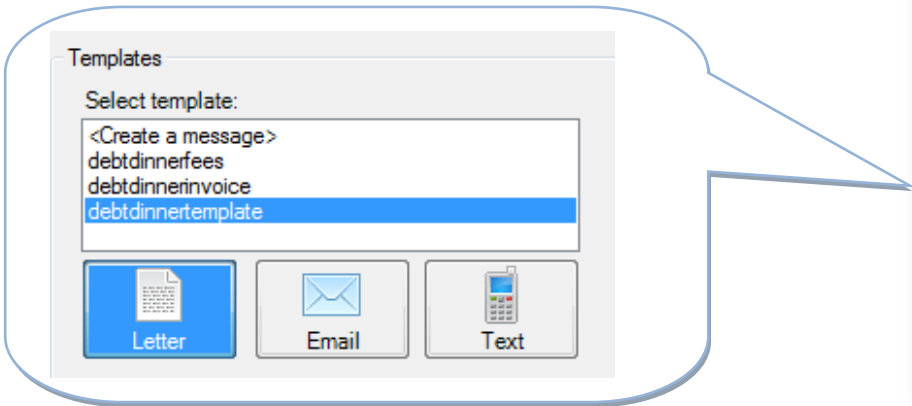 Templates
Select template:
<Create a message>
debtdinnerfees
debtdinnerinvoice
debtdinnertemplate
Letter Email Text